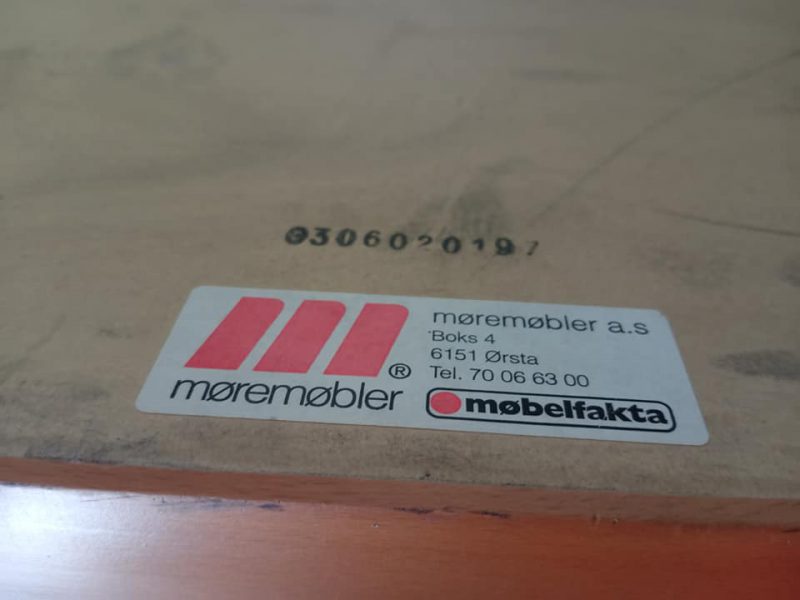 0306020197
møremøbler a.s
Boks 4
6151 Ørsta
Tel. 70 06 63 00
®
møremøbler
møbelfakta